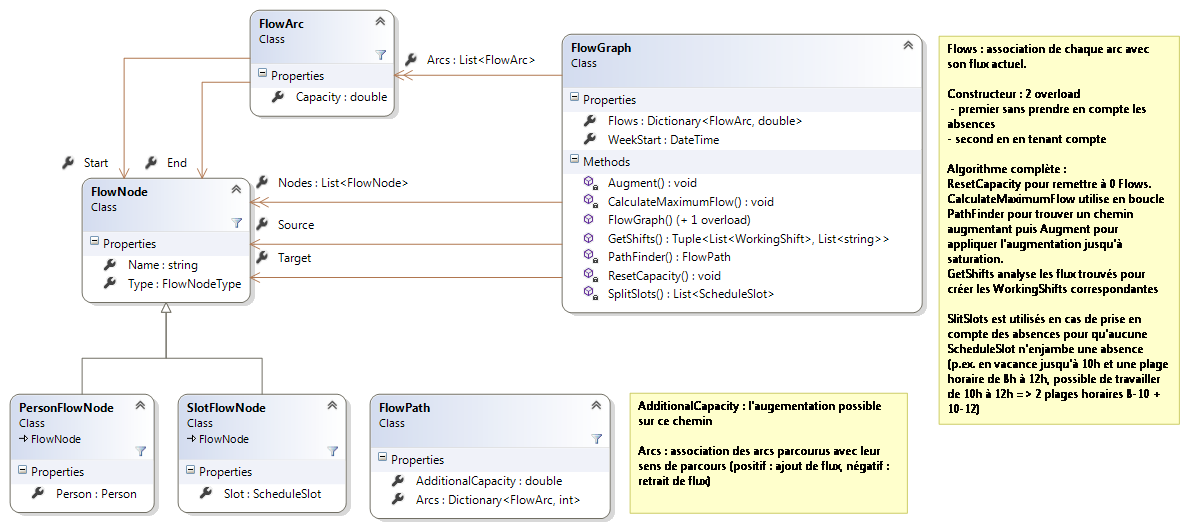 FlowArc
Class
Properties
Capacity : double
Arcs : List<FlowArc>
FlowGraph
Class
Properties
Flows : Dictionary<FlowArc, double>
WeekStart : DateTime
Methods
Augment() : void
CalculateMaximumFlow() : void
FlowGraph() (+ 1 overload)
GetShifts() : Tuple<List<WorkingShift>, List<string>>
PathFinder() : FlowPath
ResetCapacity() : void
SplitSlots() : List<ScheduleSlot>
Start
End
Nodes : List<FlowNode>
Source
Target
FlowNode
Class
Properties
Name : string
Type : FlowNodeType
PersonFlowNode
Class
FlowNode
Properties
Person : Person
SlotFlowNode
Class
FlowNode
Properties
Slot : ScheduleSlot
FlowPath
Class
Properties
AdditionalCapacity : double
Arcs : Dictionary<FlowArc, int>
AdditionalCapacity : l'augementation possible
sur ce chemin
Arcs : association des arcs parcourus avec leur
sens de parcours (positif : ajout de flux, négatif :
retrait de flux)
Flows : association de chaque arc avec
son flux actuel.
Constructeur : 2 overload
- premier sans prendre en compte les
absences
- second en en tenant compte
Algorithme complète :
ResetCapacity pour remettre à 0 Flows.
CalculateMaximumFlow utilise en boucle
PathFinder pour trouver un chemin
augmentant puis Augment pour
appliquer l'augmentation jusqu'à
saturation.
GetShifts analyse les flux trouvés pour
créer les WorkingShifts correspondantes
SlitSlots est utilisés en cas de prise en
compte des absences pour qu'aucune
ScheduleSlot n'enjambe une absence
(p.ex. en vacance jusqu'à 10h et une plage
horaire de 8h à 12h, possible de travailler
de 10h à 12h => 2 plages horaires 8-10 +
10-12)